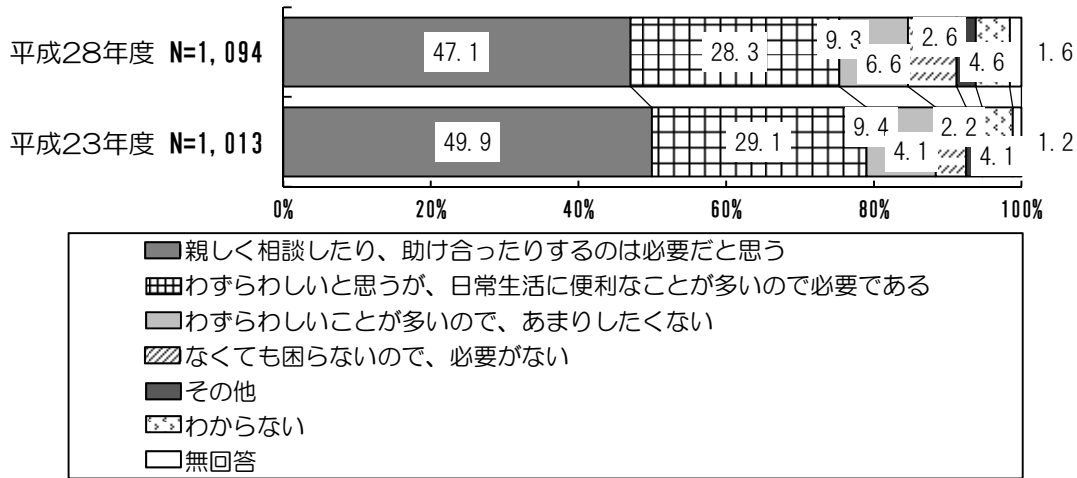 平成28年度 N=1,094
47.1 28.3 9.3 6.6 2.6 4.6 1.6
平成23年度 N=1,013
49.9 29.1 9.4 4.1 2.2 4.1 1.2
0% 20% 40% 60% 80% 100%
親しく相談したり、助け合ったりするのは必要だと思う
わずらわしいと思うが、日常生活に便利なことが多いので必要である
わずらわしいことが多いので、あまりしたくない
なくても困らないので、必要がない
その他
わからない
無回答